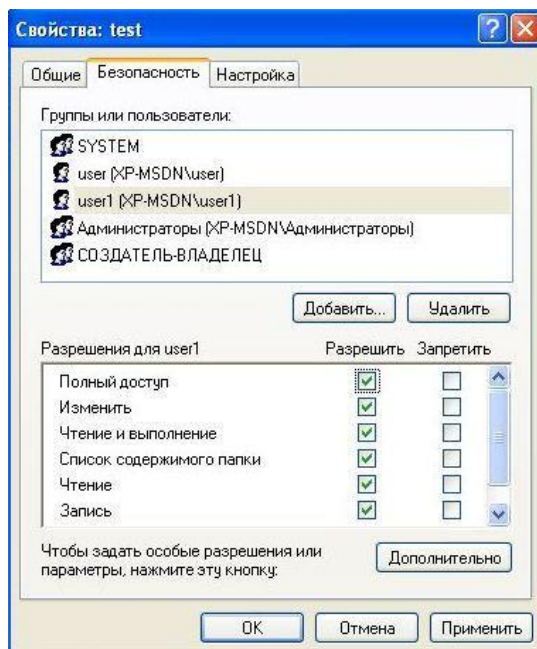 Свойства: test
Общие Безопасность Настройка
Группы или пользователи:
SYSTEM
user (XP-MSDN\user)
user1 (XP-MSDN\user1)
Администраторы (XP-MSDN\Администраторы)
СОЗДАТЕЛЬ-ВЛАДЕЛЕЦ
Добавить... Удалить
Разрешения для user1 Разрешить Запретить
Полный доступ
Изменить
Чтение и выполнение
Список содержимого папки
Чтение
Запись
Чтобы задать особые разрешения или
параметры, нажмите эту кнопку:
Дополнительно
OK Отмена Применить